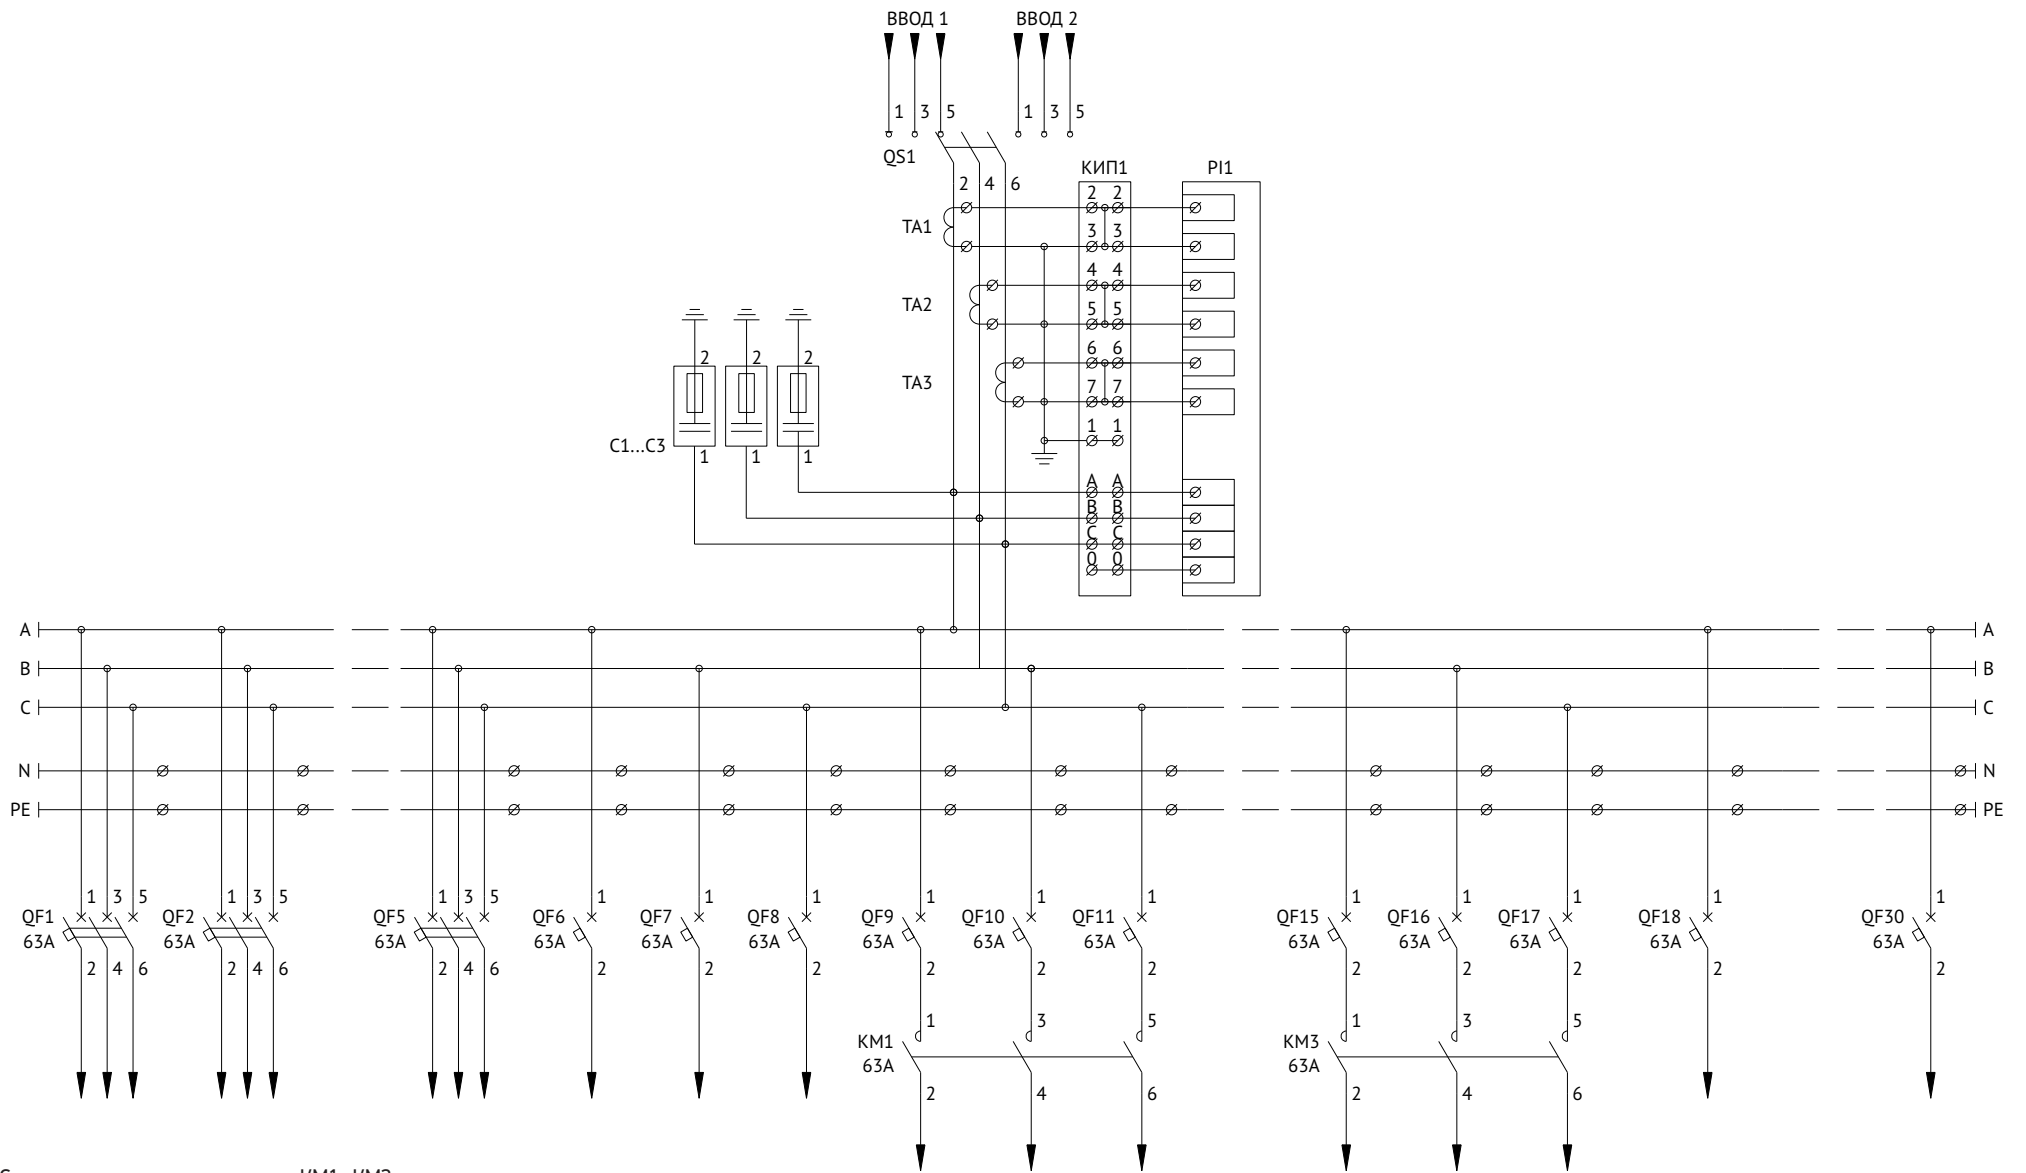 ВВОД 1 ВВОД 2
1 3 5 1 3 5
QS1
КИП1 PI1
2 4 6
2 2
TA1
3 3
4 4
TA2
5 5
6 6
2 2 2
TA3
7 7
1 1
C1...C3
1 1 1
A A
B B
C C
0 0
A A
B B
C C
N N
PE PE
1 3 5 1 3 5 1 3 5 1 1 1 1 1 1 1 1 1 1 1
QF1 QF2 QF5 QF6 QF7 QF8 QF9 QF10 QF11 QF15 QF16 QF17 QF18 QF30
63A 63A 63A 63A 63A 63A 63A 63A 63A 63A 63A 63A 63A 63A
2 4 6 2 4 6 2 4 6 2 2 2 2 2 2 2 2 2 2 2
1 3 5 1 3 5
KM1 KM3
63A 63A
2 4 6 2 4 6